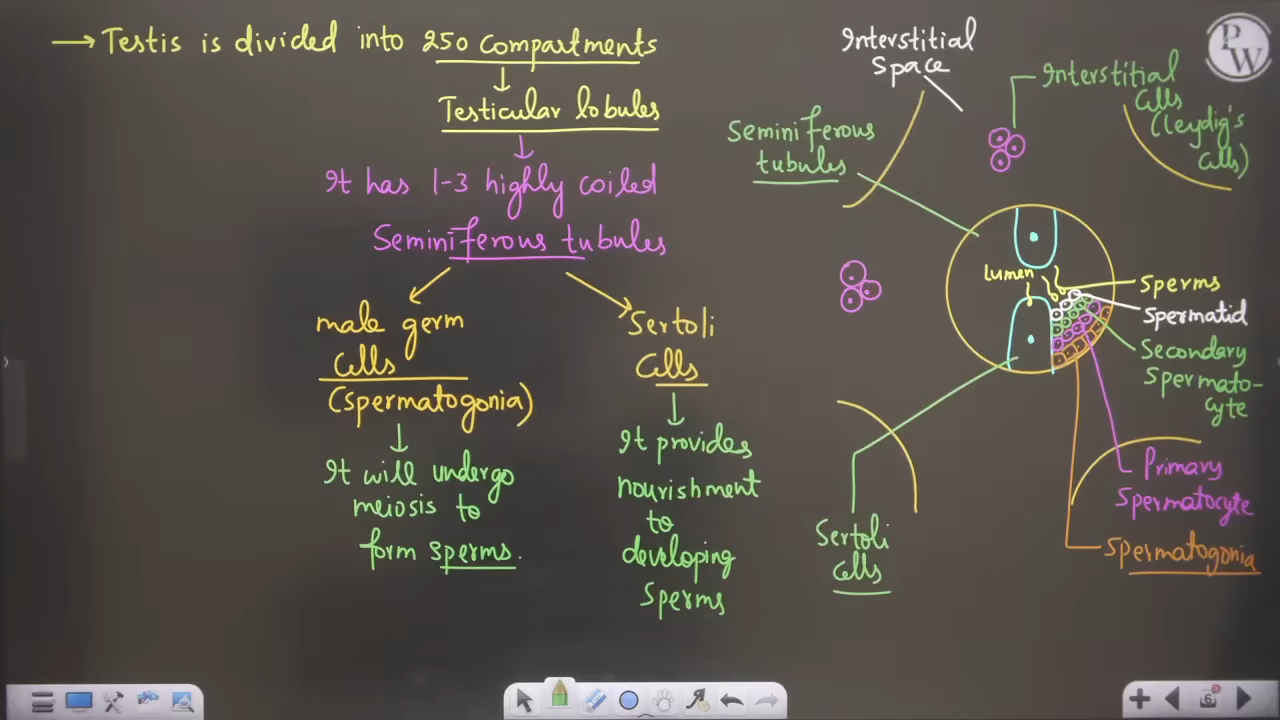 → Testis is divided into 250 compartments
Testicular lobules
It has 1-3 highly coiled
Seminiferous tubules
male germ
cells
(spermatogonia)
It will undergo
meiosis to
form sperms.
Sertoli
cells
It provides
nourishment
to
developing
sperms
Interstitial
Space
Interstitial
cells
(leydig's
cells)
Seminiferous
tubules
Lumen
Sperms
Spermatid
Secondary
Spermato-
cyte
Primary
Spermatocyte
Spermatogonia
Sertoli
cells
P
W
6